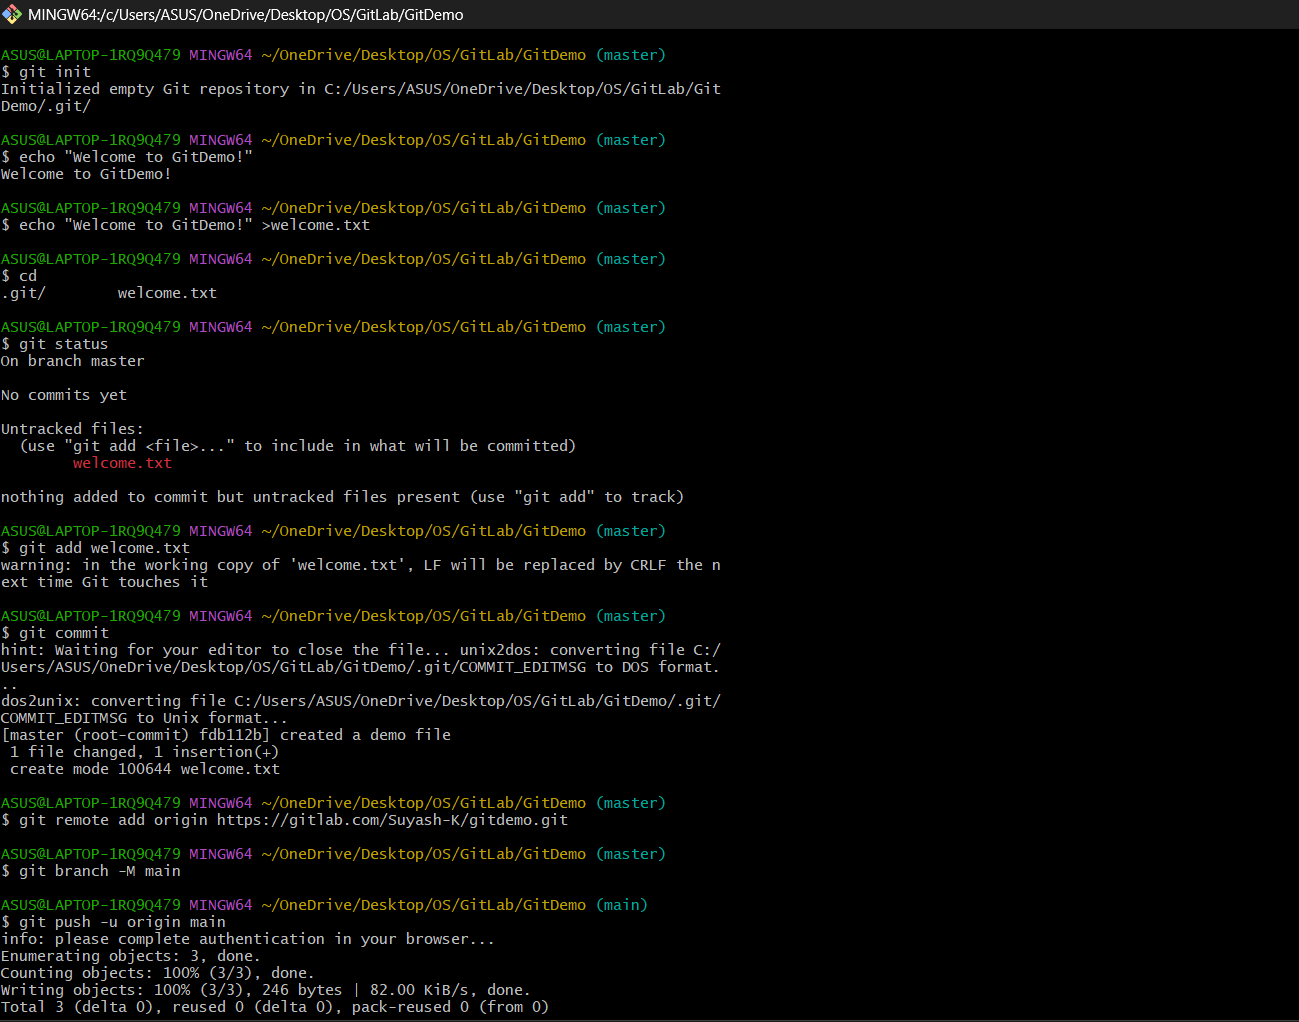 MINGW64:/c/Users/ASUS/OneDrive/Desktop/OS/GitLab/GitDemo
ASUS@LAPTOP-1RQ9Q479 MINGW64 ~/OneDrive/Desktop/OS/GitLab/GitDemo (master)
$ git init
Initialized empty Git repository in C:/Users/ASUS/OneDrive/Desktop/OS/GitLab/Git
Demo/.git/
ASUS@LAPTOP-1RQ9Q479 MINGW64 ~/OneDrive/Desktop/OS/GitLab/GitDemo (master)
$ echo "Welcome to GitDemo!"
Welcome to GitDemo!
ASUS@LAPTOP-1RQ9Q479 MINGW64 ~/OneDrive/Desktop/OS/GitLab/GitDemo (master)
$ echo "Welcome to GitDemo!" >welcome.txt
ASUS@LAPTOP-1RQ9Q479 MINGW64 ~/OneDrive/Desktop/OS/GitLab/GitDemo (master)
$ cd
.git/        welcome.txt
ASUS@LAPTOP-1RQ9Q479 MINGW64 ~/OneDrive/Desktop/OS/GitLab/GitDemo (master)
$ git status
On branch master
No commits yet
Untracked files:
  (use "git add <file>..." to include in what will be committed)
        welcome.txt
nothing added to commit but untracked files present (use "git add" to track)
ASUS@LAPTOP-1RQ9Q479 MINGW64 ~/OneDrive/Desktop/OS/GitLab/GitDemo (master)
$ git add welcome.txt
warning: in the working copy of 'welcome.txt', LF will be replaced by CRLF the n
ext time Git touches it
ASUS@LAPTOP-1RQ9Q479 MINGW64 ~/OneDrive/Desktop/OS/GitLab/GitDemo (master)
$ git commit
hint: Waiting for your editor to close the file... unix2dos: converting file C:/
Users/ASUS/OneDrive/Desktop/OS/GitLab/GitDemo/.git/COMMIT_EDITMSG to DOS format.
..
dos2unix: converting file C:/Users/ASUS/OneDrive/Desktop/OS/GitLab/GitDemo/.git/
COMMIT_EDITMSG to Unix format...
[master (root-commit) fdb112b] created a demo file
 1 file changed, 1 insertion(+)
 create mode 100644 welcome.txt
ASUS@LAPTOP-1RQ9Q479 MINGW64 ~/OneDrive/Desktop/OS/GitLab/GitDemo (master)
$ git remote add origin https://gitlab.com/Suyash-K/gitdemo.git
ASUS@LAPTOP-1RQ9Q479 MINGW64 ~/OneDrive/Desktop/OS/GitLab/GitDemo (master)
$ git branch -M main
ASUS@LAPTOP-1RQ9Q479 MINGW64 ~/OneDrive/Desktop/OS/GitLab/GitDemo (main)
$ git push -u origin main
info: please complete authentication in your browser...
Enumerating objects: 3, done.
Counting objects: 100% (3/3), done.
Writing objects: 100% (3/3), 246 bytes | 82.00 KiB/s, done.
Total 3 (delta 0), reused 0 (delta 0), pack-reused 0 (from 0)